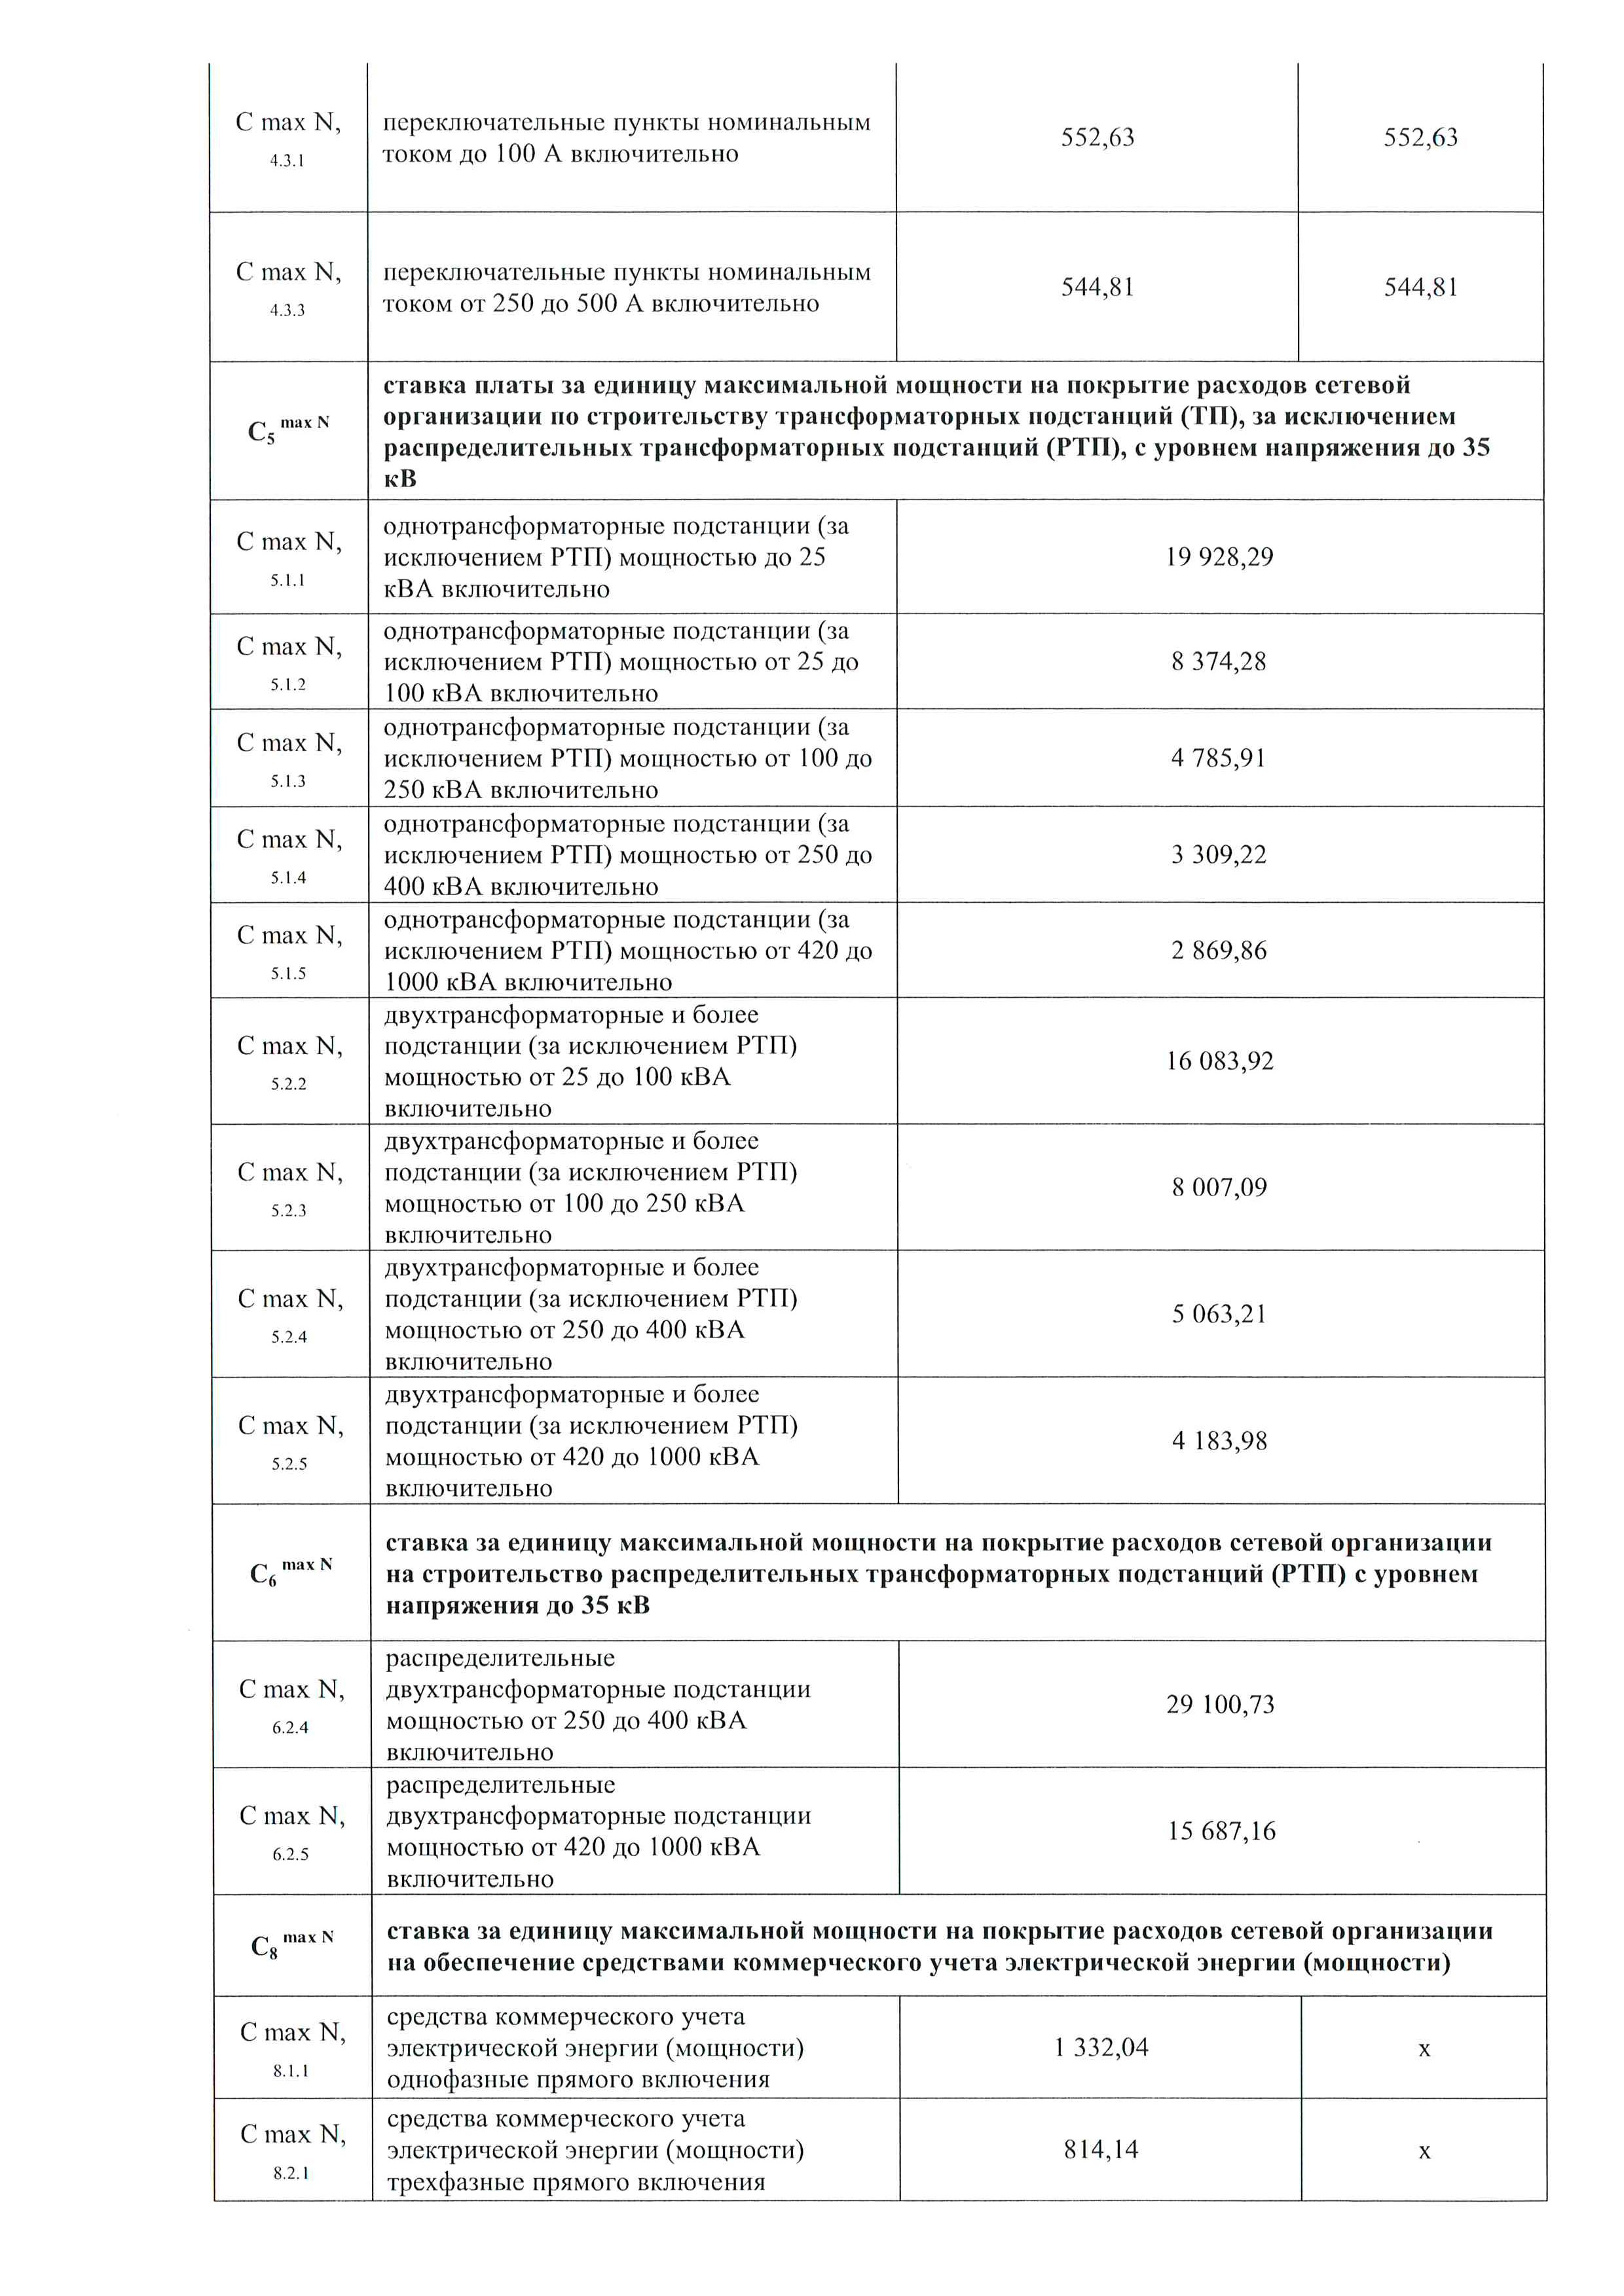 C max N,
4.3.1
переключательные пункты номинальным
током до 100 А включительно
552,63
552,63
C max N,
4.3.3
переключательные пункты номинальным
током от 250 до 500 А включительно
544,81
544,81
C5 max N
ставка платы за единицу максимальной мощности на покрытие расходов сетевой
организации по строительству трансформаторных подстанций (ТП), за исключением
распределительных трансформаторных подстанций (РТП), с уровнем напряжения до 35
кВ
C max N,
5.1.1
однотрансформаторные подстанции (за
исключением РТП) мощностью до 25
кВА включительно
19 928,29
C max N,
5.1.2
однотрансформаторные подстанции (за
исключением РТП) мощностью от 25 до
100 кВА включительно
8 374,28
C max N,
5.1.3
однотрансформаторные подстанции (за
исключением РТП) мощностью от 100 до
250 кВА включительно
4 785,91
C max N,
5.1.4
однотрансформаторные подстанции (за
исключением РТП) мощностью от 250 до
400 кВА включительно
3 309,22
C max N,
5.1.5
однотрансформаторные подстанции (за
исключением РТП) мощностью от 420 до
1000 кВА включительно
2 869,86
C max N,
5.2.2
двухтрансформаторные и более
подстанции (за исключением РТП)
мощностью от 25 до 100 кВА
включительно
16 083,92
C max N,
5.2.3
двухтрансформаторные и более
подстанции (за исключением РТП)
мощностью от 100 до 250 кВА
включительно
8 007,09
C max N,
5.2.4
двухтрансформаторные и более
подстанции (за исключением РТП)
мощностью от 250 до 400 кВА
включительно
5 063,21
C max N,
5.2.5
двухтрансформаторные и более
подстанции (за исключением РТП)
мощностью от 420 до 1000 кВА
включительно
4 183,98
C6 max N
ставка за единицу максимальной мощности на покрытие расходов сетевой организации
на строительство распределительных трансформаторных подстанций (РТП) с уровнем
напряжения до 35 кВ
C max N,
6.2.4
распределительные
двухтрансформаторные подстанции
мощностью от 250 до 400 кВА
включительно
29 100,73
C max N,
6.2.5
распределительные
двухтрансформаторные подстанции
мощностью от 420 до 1000 кВА
включительно
15 687,16
C8 max N
ставка за единицу максимальной мощности на покрытие расходов сетевой организации
на обеспечение средствами коммерческого учета электрической энергии (мощности)
C max N,
8.1.1
средства коммерческого учета
электрической энергии (мощности)
однофазные прямого включения
1 332,04
x
C max N,
8.2.1
средства коммерческого учета
электрической энергии (мощности)
трехфазные прямого включения
814,14
x